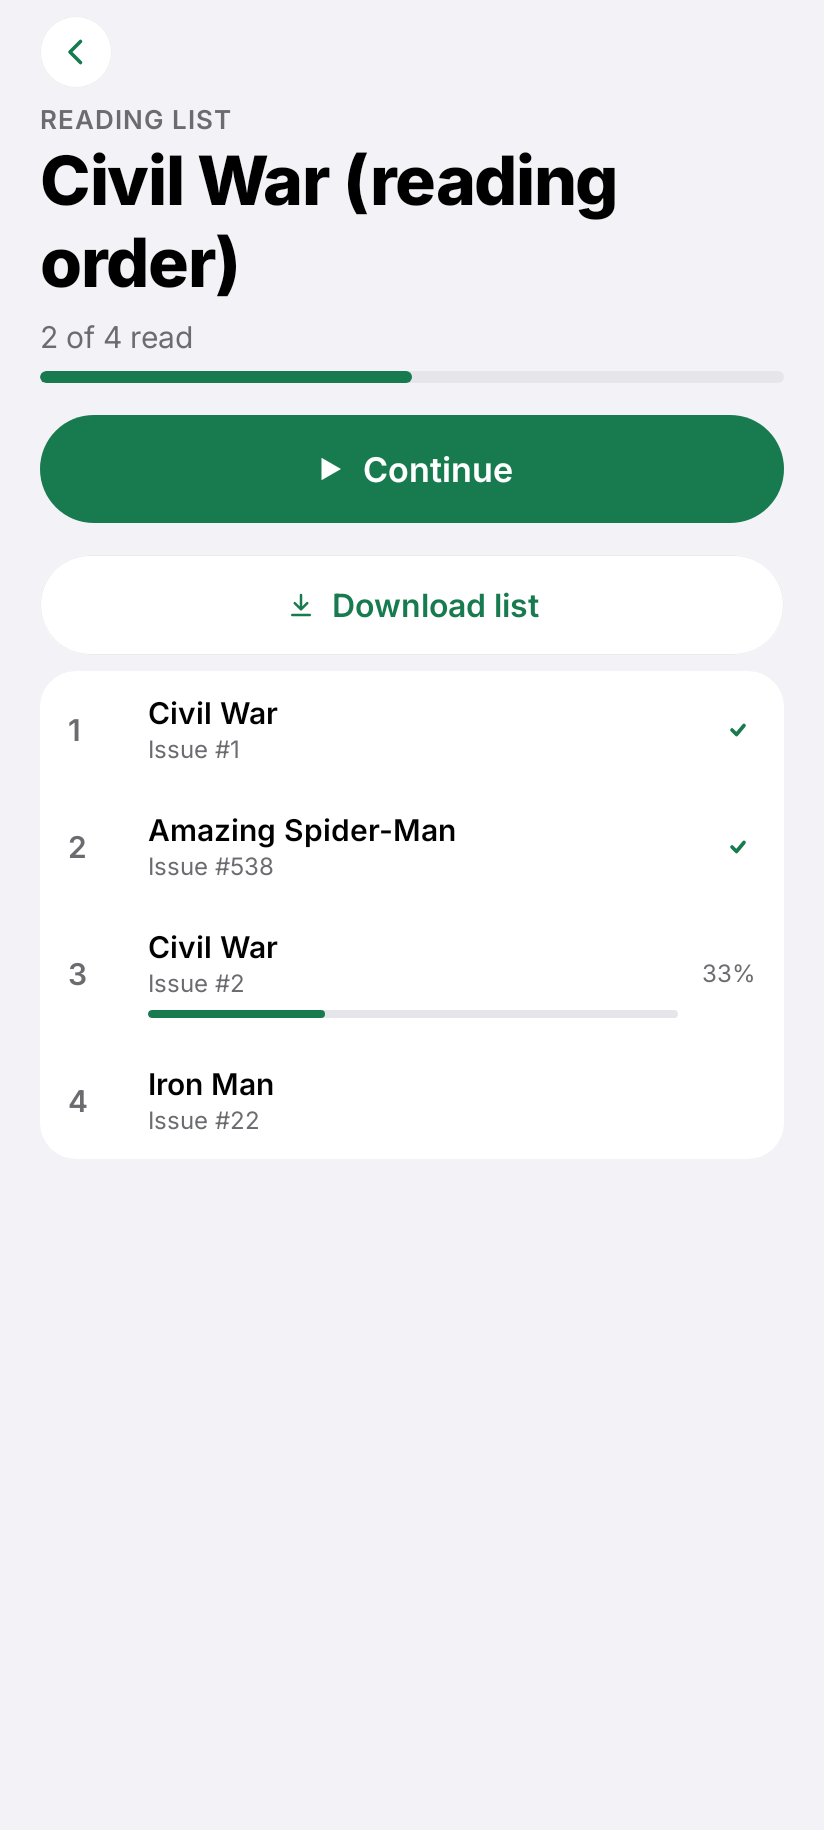 READING LIST
Civil War (reading
order)
2 of 4 read
Continue
Download list
1
Civil War
Issue #1
2
Amazing Spider-Man
Issue #538
3
Civil War
Issue #2
33%
4
Iron Man
Issue #22